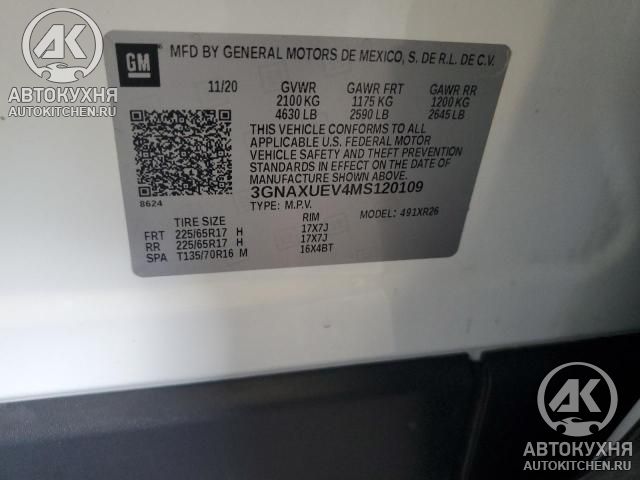 GM
MFD BY GENERAL MOTORS DE MEXICO, S. DE R.L. DE C.V.
11/20 GVWR GAWR FRT GAWR RR
2100 KG 1175 KG 1200 KG
4630 LB 2590 LB 2645 LB
THIS VEHICLE CONFORMS TO ALL
APPLICABLE U.S. FEDERAL MOTOR
VEHICLE SAFETY AND THEFT PREVENTION
STANDARDS IN EFFECT ON THE DATE OF
MANUFACTURE SHOWN ABOVE.
3GNAXUEV4MS120109
8624
TYPE: M.P.V. MODEL: 491XR26
TIRE SIZE RIM
FRT 225/65R17 H 17X7J
RR 225/65R17 H 17X7J
SPA T135/70R16 M 16X4BT
АК
АВТОКУХНЯ
AUTOKITCHEN.RU
АК
АВТОКУХНЯ
AUTOKITCHEN.RU